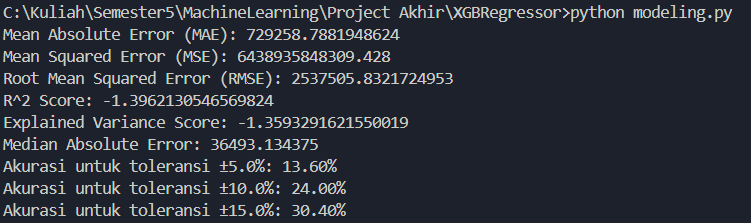 C:\Kuliah\Semester5\MachineLearning\Project Akhir\XGBRegressor>python modeling.py
Mean Absolute Error (MAE): 729258.7881948624
Mean Squared Error (MSE): 6438935848309.428
Root Mean Squared Error (RMSE): 2537505.8321724953
R^2 Score: -1.3962130546569824
Explained Variance Score: -1.3593291621550019
Median Absolute Error: 36493.134375
Akurasi untuk toleransi ±5.0%: 13.60%
Akurasi untuk toleransi ±10.0%: 24.00%
Akurasi untuk toleransi ±15.0%: 30.40%